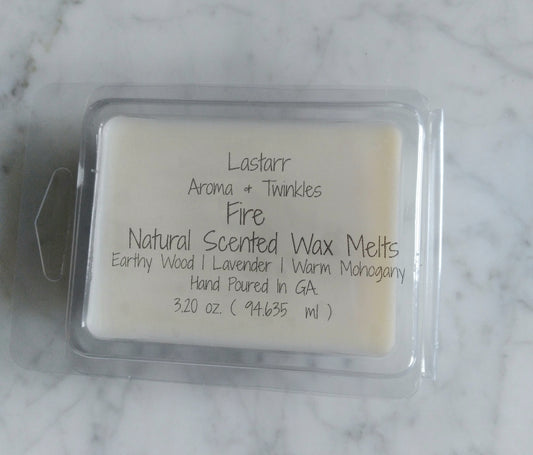 Lastarr
Aroma + Twinkles
Fire
Natural Scented Wax Melts
Earthy Wood | Lavender | Warm Mohogany
Hand Poured In GA.
3.20 oz. ( 94.635 ml )